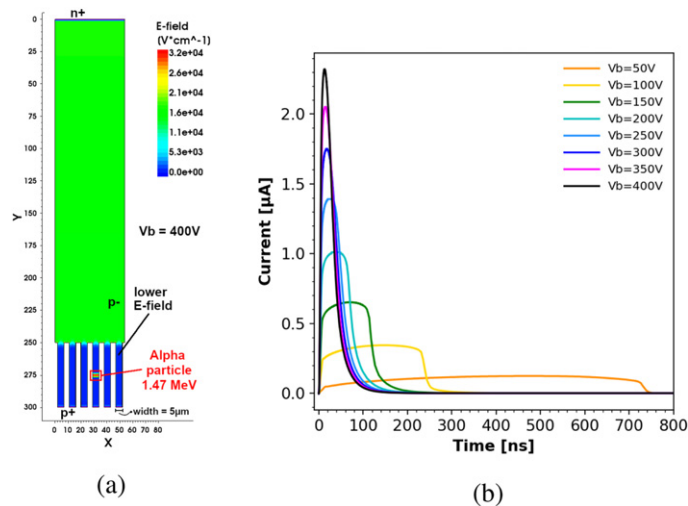 n+
0
25
50
75
100
125
150
175
200
225
250
275
300
Y
E-field
(V*cm^-1)
3.2e+04
2.6e+04
2.1e+04
1.6e+04
1.1e+04
5.3e+03
0.0e+00
Vb = 400V
p-
lower
E-field
Alpha
particle
1.47 MeV
p+
width = 5µm
0 10 20 30 40 50 60 70 80
X
(a)
Current [µA]
2.0
1.5
1.0
0.5
0.0
Vb=50V
Vb=100V
Vb=150V
Vb=200V
Vb=250V
Vb=300V
Vb=350V
Vb=400V
0 100 200 300 400 500 600 700 800
Time [ns]
(b)